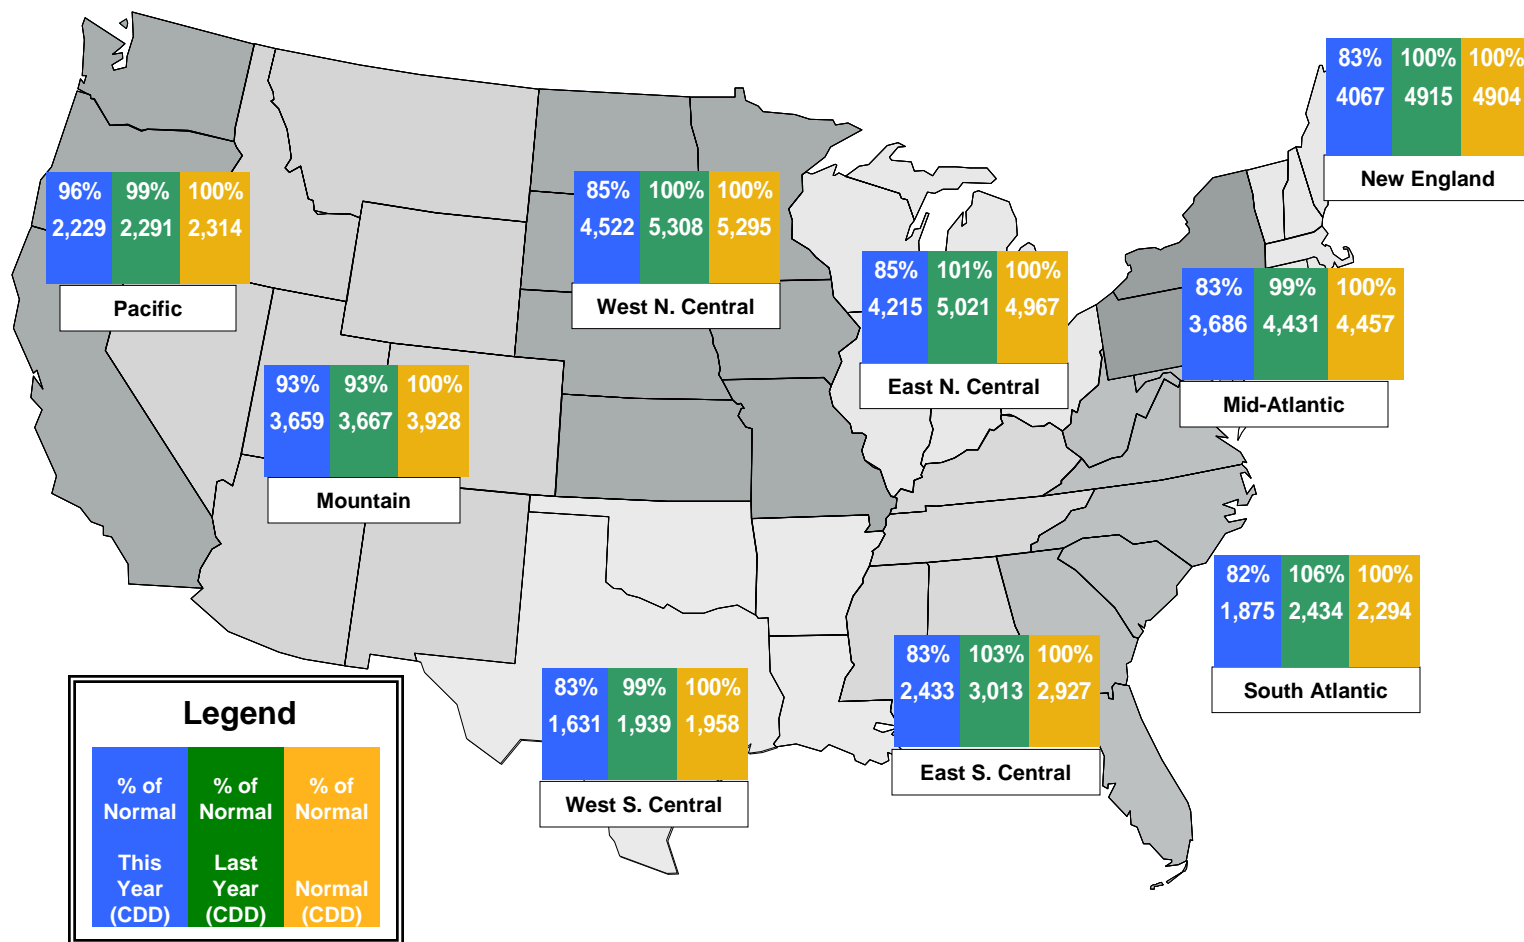 83% 100% 100%
4067 4915 4904
New England
96% 99% 100%
2,229 2,291 2,314
Pacific
85% 100% 100%
4,522 5,308 5,295
West N. Central
85% 101% 100%
4,215 5,021 4,967
East N. Central
83% 99% 100%
3,686 4,431 4,457
Mid-Atlantic
93% 93% 100%
3,659 3,667 3,928
Mountain
82% 106% 100%
1,875 2,434 2,294
South Atlantic
83% 103% 100%
2,433 3,013 2,927
East S. Central
83% 99% 100%
1,631 1,939 1,958
West S. Central
Legend
% of % of % of
Normal Normal Normal
This Last
Year Year Normal
(CDD) (CDD) (CDD)